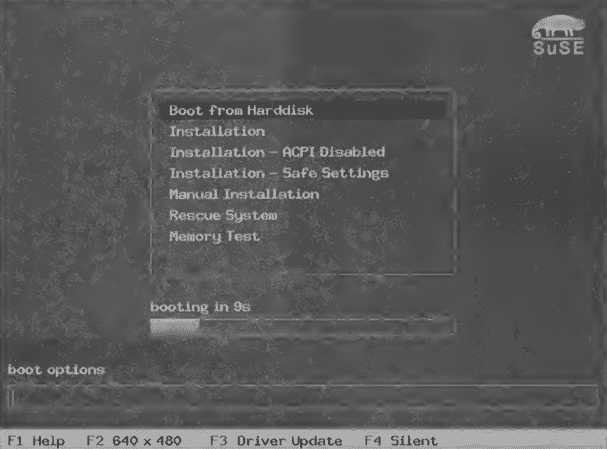 SuSE
Boot from Harddisk
Installation
Installation - ACPI Disabled
Installation - Safe Settings
Manual Installation
Rescue System
Memory Test
booting in 9s
boot options
F1 Help F2 640 x 480 F3 Driver Update F4 Silent